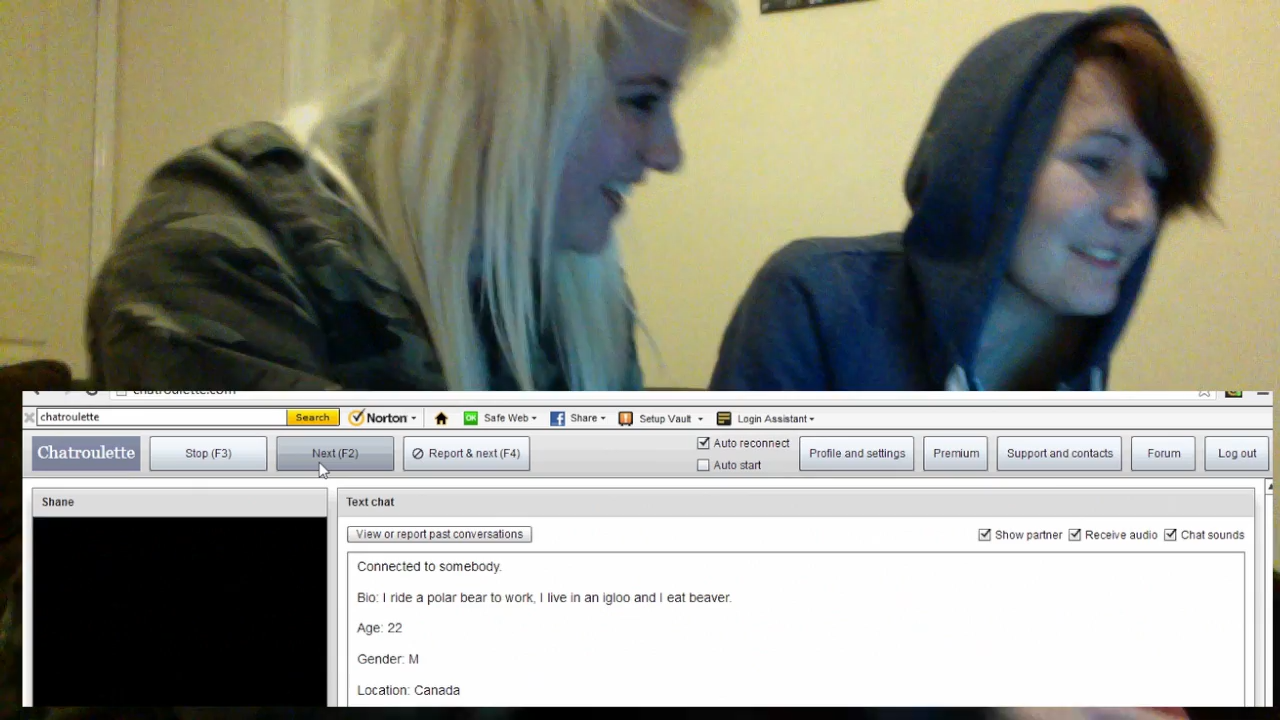 chatroulette.com
chatroulette Search Norton OK Safe Web Share Setup Vault Login Assistant
Chatroulette Stop (F3) Next (F2) Report & next (F4) Auto reconnect Auto start Profile and settings Premium Support and contacts Forum Log out
Shane Text chat
View or report past conversations Show partner Receive audio Chat sounds
Connected to somebody.
Bio: I ride a polar bear to work, I live in an igloo and I eat beaver.
Age: 22
Gender: M
Location: Canada